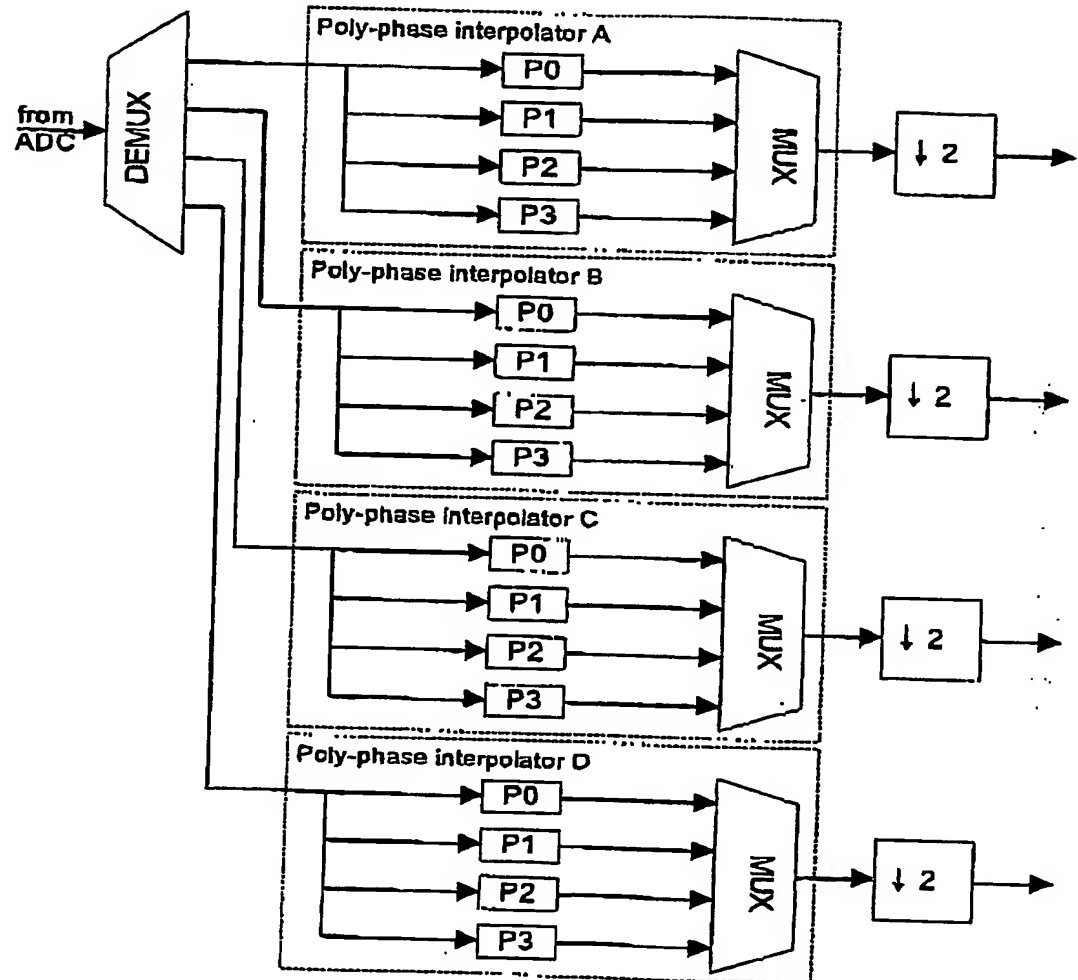 Poly-phase interpolator A
P0
P1
P2
P3
MUX
↓ 2
from
ADC
DEMUX
Poly-phase interpolator B
P0
P1
P2
P3
MUX
↓ 2
Poly-phase interpolator C
P0
P1
P2
P3
MUX
↓ 2
Poly-phase interpolator D
P0
P1
P2
P3
MUX
↓ 2